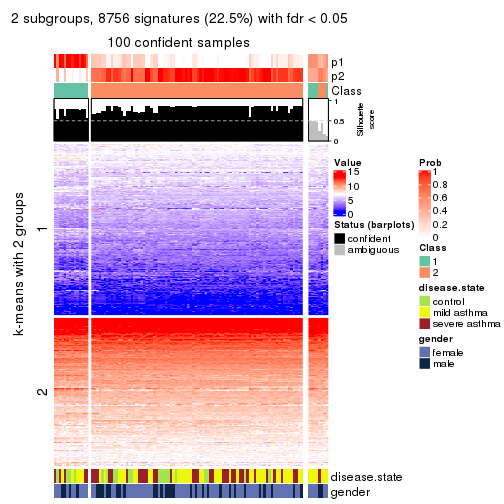 2 subgroups, 8756 signatures (22.5%) with fdr < 0.05
100 confident samples
p1
p2
Class
1
0.5
0
Silhouette
score
k-means with 2 groups
1
2
Value
15
10
5
0
Status (barplots)
confident
ambiguous
Prob
1
0.8
0.6
0.4
0.2
0
Class
1
2
disease.state
control
mild asthma
severe asthma
gender
female
male
disease.state
gender